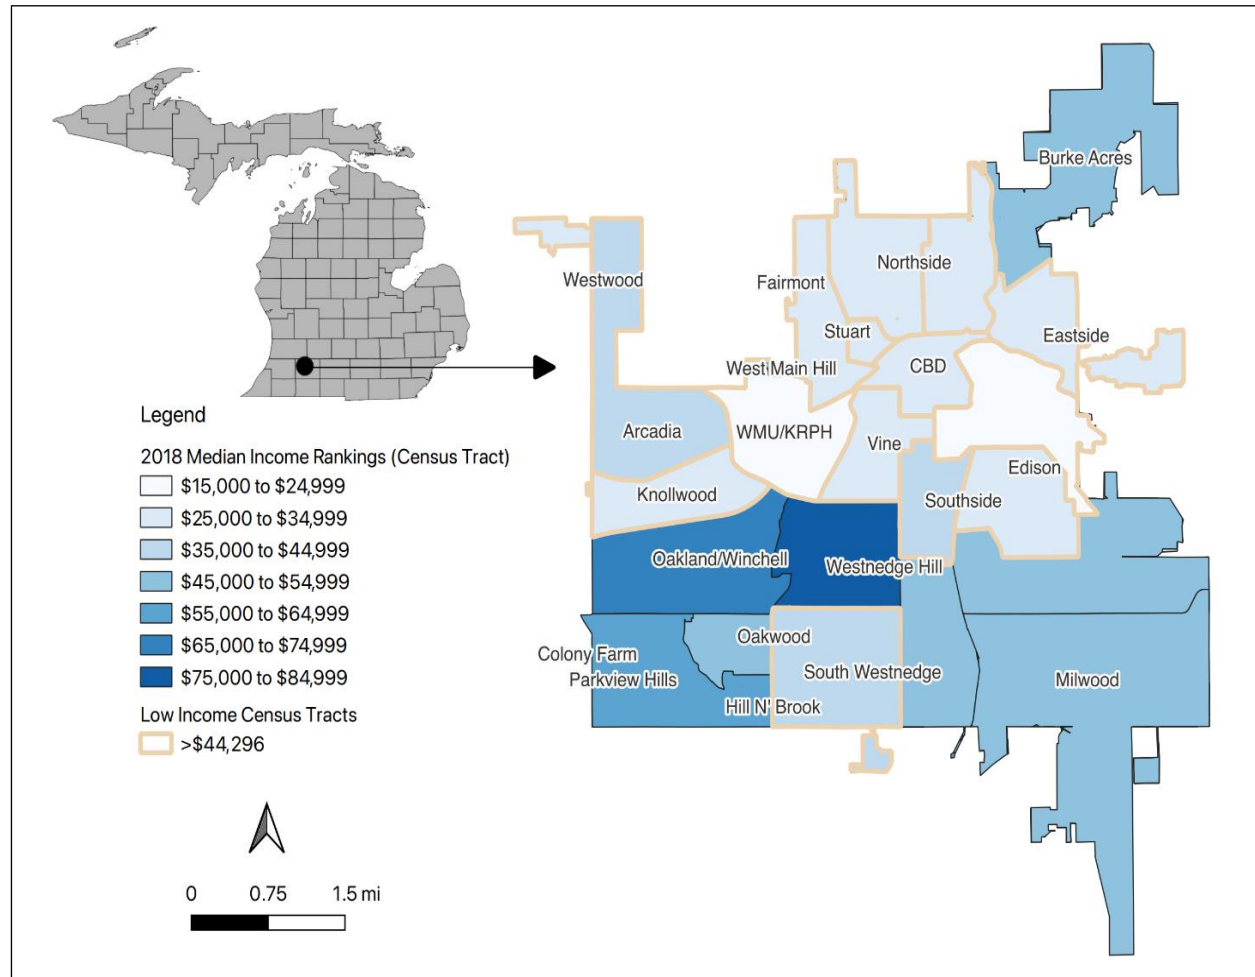 Burke Acres
Westwood
Fairmont
Northside
Stuart
Eastside
West Main Hill
CBD
Arcadia
WMU/KRPH
Vine
Edison
Knollwood
Southside
Oakland/Winchell
Westnedge Hill
Oakwood
Colony Farm
Parkview Hills
South Westnedge
Milwood
Hill N' Brook
Legend
2018 Median Income Rankings (Census Tract)
$15,000 to $24,999
$25,000 to $34,999
$35,000 to $44,999
$45,000 to $54,999
$55,000 to $64,999
$65,000 to $74,999
$75,000 to $84,999
Low Income Census Tracts
>$44,296
0 0.75 1.5 mi